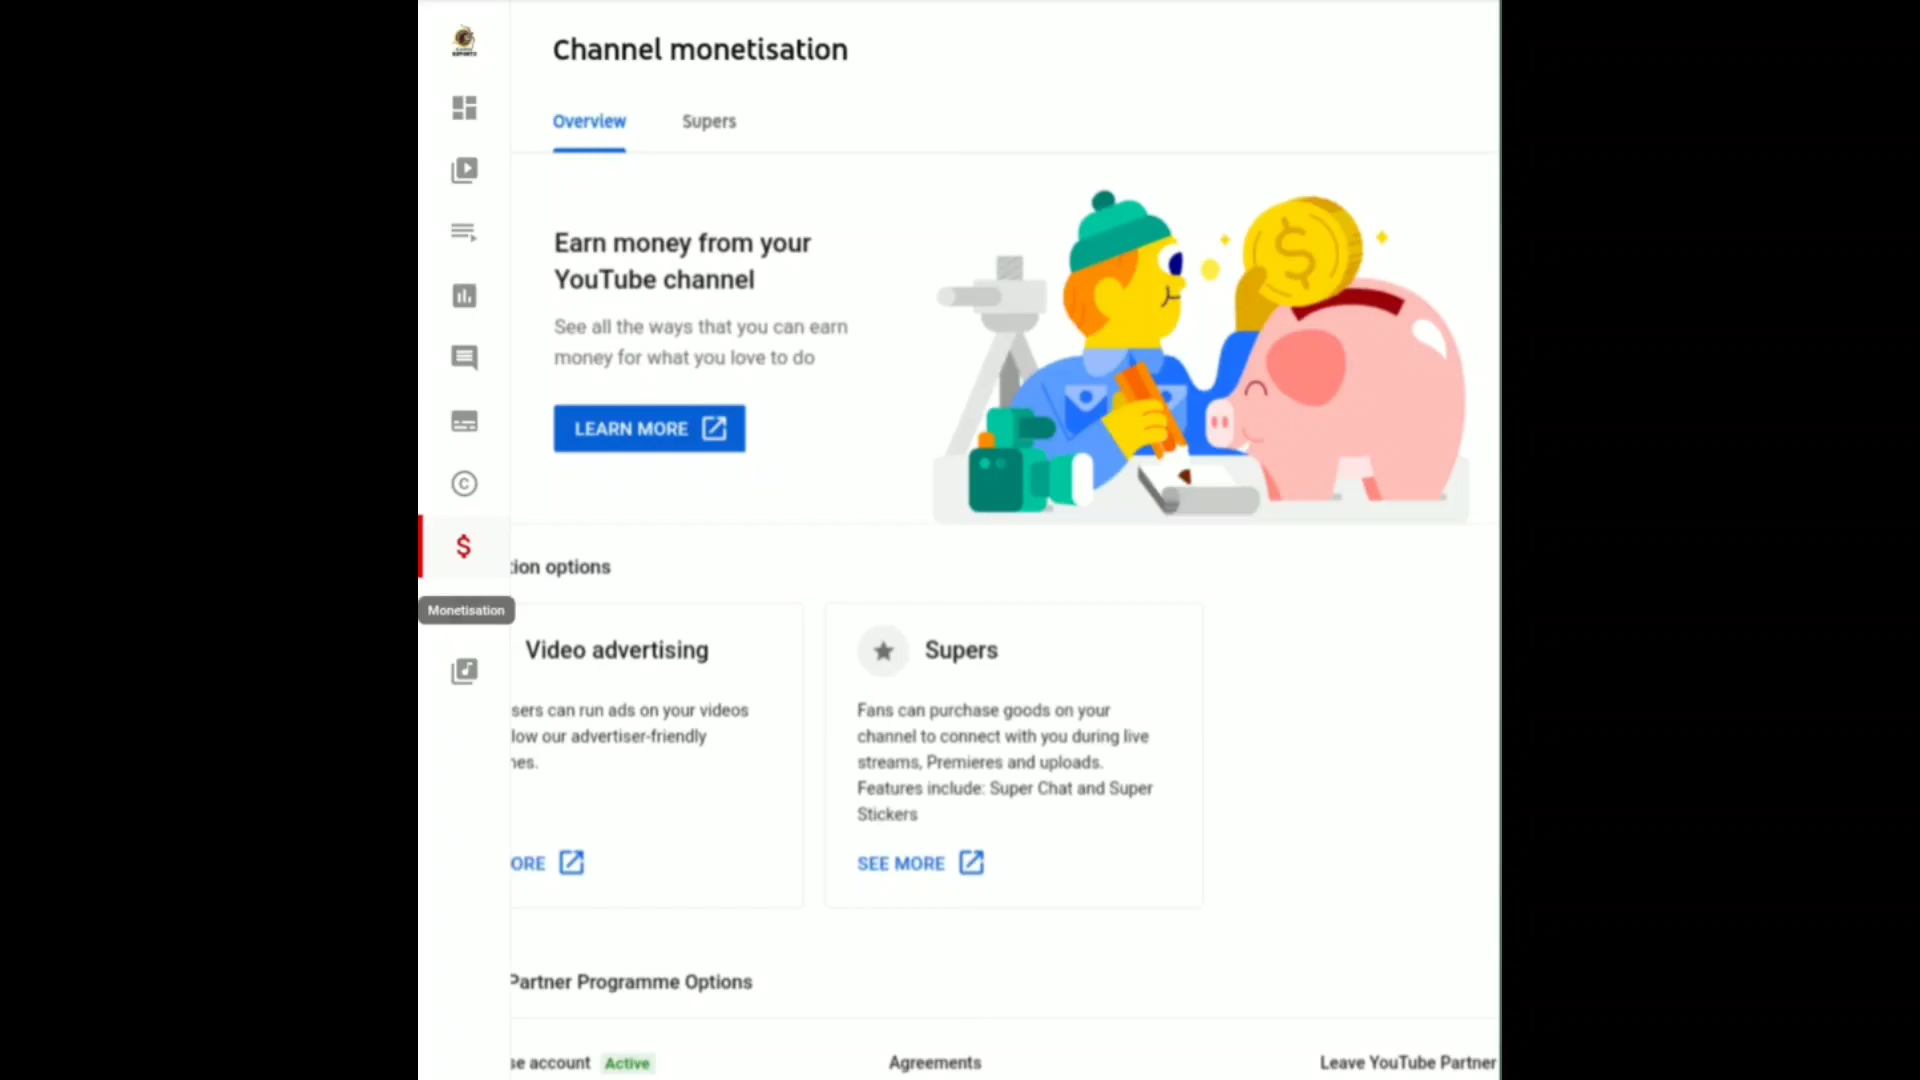 Channel monetisation
Overview
Supers
Earn money from your
YouTube channel
See all the ways that you can earn
money for what you love to do
LEARN MORE
tion options
Monetisation
Video advertising
sers can run ads on your videos
low our advertiser-friendly
nes.
ORE
Supers
Fans can purchase goods on your
channel to connect with you during live
streams, Premieres and uploads.
Features include: Super Chat and Super
Stickers
SEE MORE
Partner Programme Options
se account Active
Agreements
Leave YouTube Partner